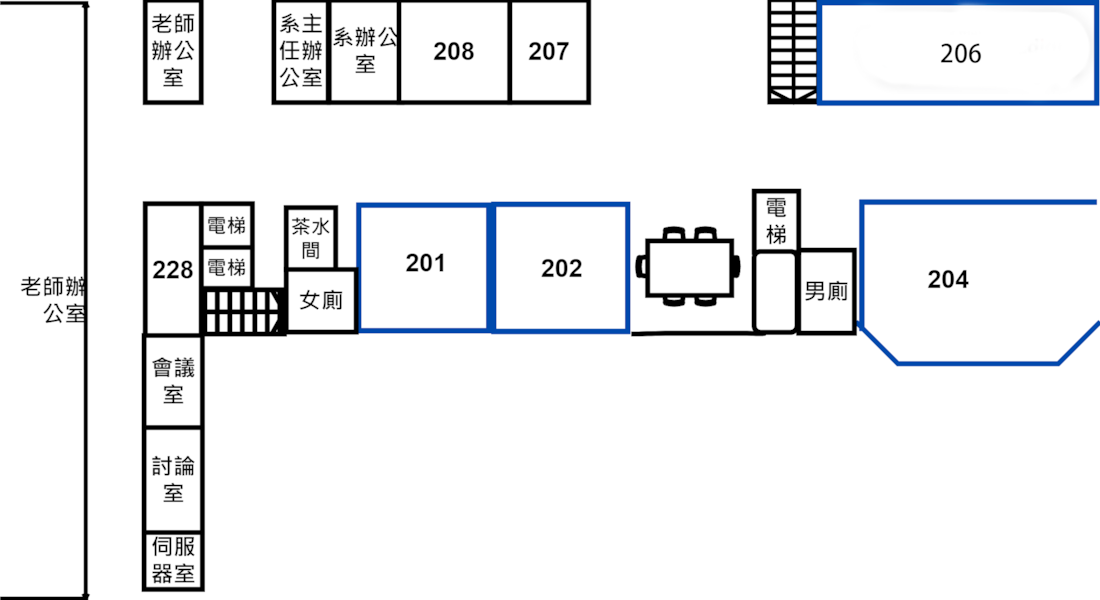 老師
辦公
室
系主
任辦
公室
系辦公
室
208
207
206
228
電梯
電梯
茶水
間
女廁
201
202
電
梯
男廁
204
老師辦
公室
會議
室
討論
室
伺服
器室